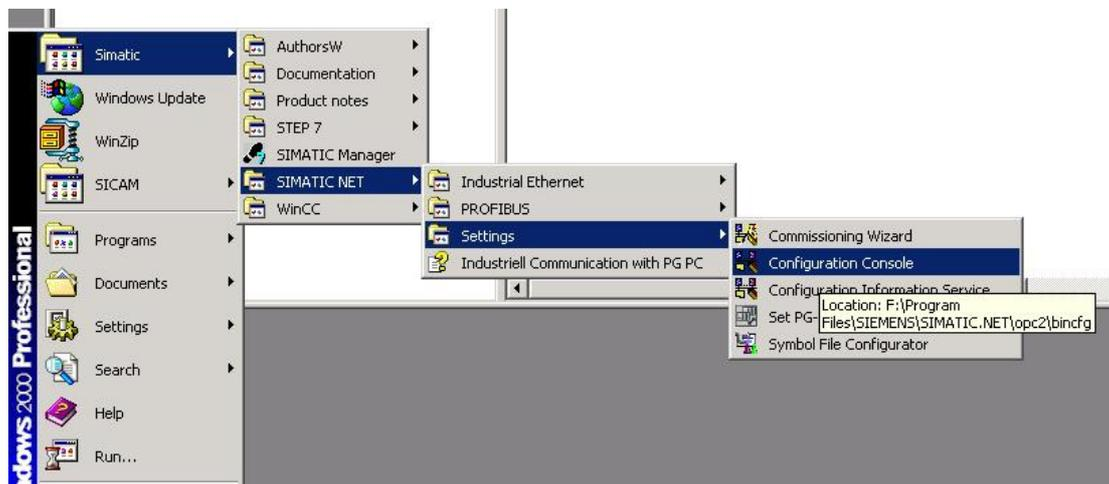 Simatic
Windows Update
WinZip
SICAM
Programs
Documents
Settings
Search
Help
Run...
dows 2000 Professional
AuthorsW
Documentation
Product notes
STEP 7
SIMATIC Manager
SIMATIC NET
WinCC
Industrial Ethernet
PROFIBUS
Settings
Industriell Communication with PG PC
Commissioning Wizard
Configuration Console
Configuration Information Service
Set PG-
Location: F:\Program
Files\SIEMENS\SIMATIC.NET\opc2\bincfg
Symbol File Configurator